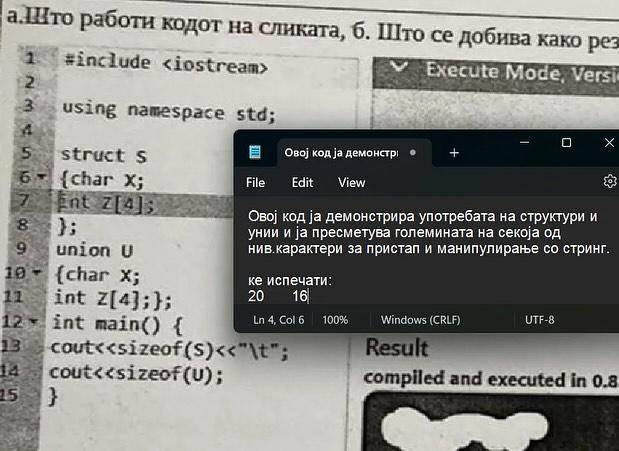 а.Што работи кодот на сликата, б. Што се добива како рез
1 #include <iostream>
2
3 using namespace std;
4
5 struct S
6 {char X;
7 int Z[4];
8 };
9 union U
10 {char X;
11 int Z[4];};
12 int main() {
13 cout<<sizeof(S)<<"\t";
14 cout<<sizeof(U);
15 }
Execute Mode, Versi
Овој код ја демонстри
File Edit View
Овој код ја демонстрира употребата на структури и
унии и ја пресметува големината на секоја од
нив.карактери за пристап и манипулирање со стринг.
ке испечати:
20 16
Ln 4, Col 6 100% Windows (CRLF) UTF-8
Result
compiled and executed in 0.8